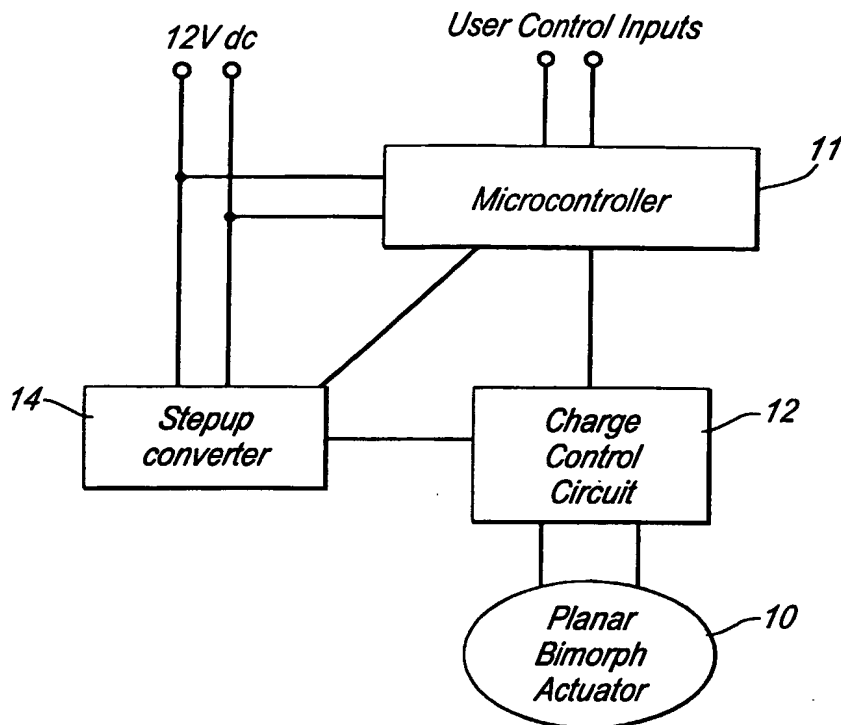 12V dc
User Control Inputs
11
Microcontroller
14
Stepup
converter
12
Charge
Control
Circuit
10
Planar
Bimorph
Actuator